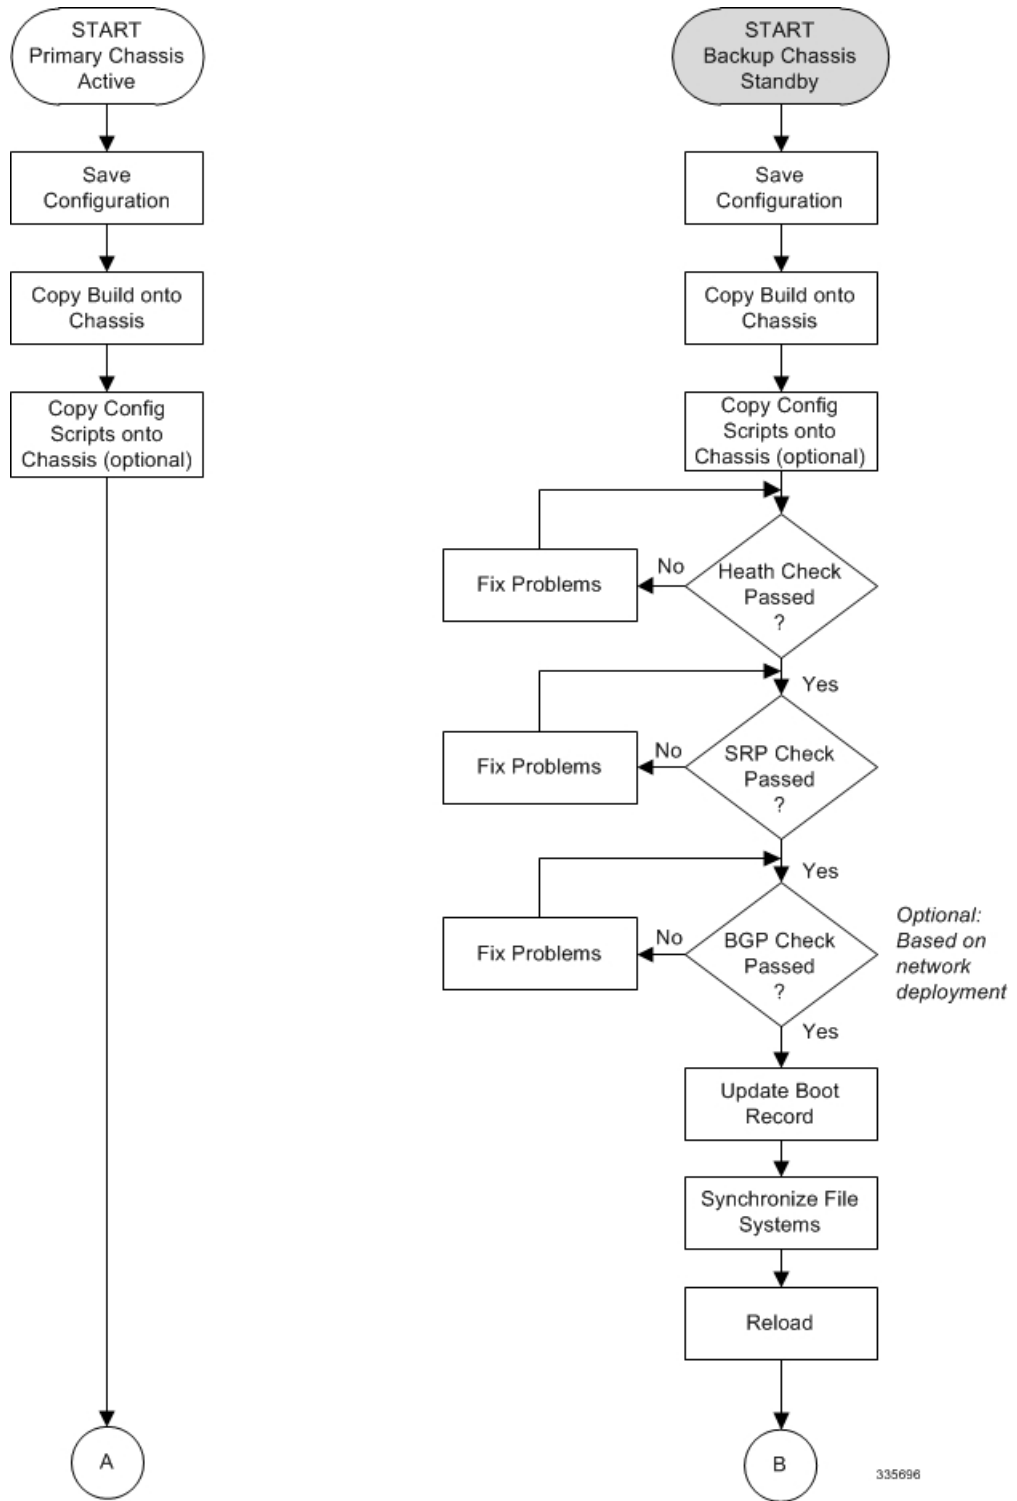 START
Primary Chassis
Active
Save
Configuration
Copy Build onto
Chassis
Copy Config
Scripts onto
Chassis (optional)
A
START
Backup Chassis
Standby
Save
Configuration
Copy Build onto
Chassis
Copy Config
Scripts onto
Chassis (optional)
Heath Check
Passed
?
No
Fix Problems
Yes
SRP Check
Passed
?
No
Fix Problems
Yes
BGP Check
Passed
?
No
Fix Problems
Optional:
Based on
network
deployment
Yes
Update Boot
Record
Synchronize File
Systems
Reload
B
335696